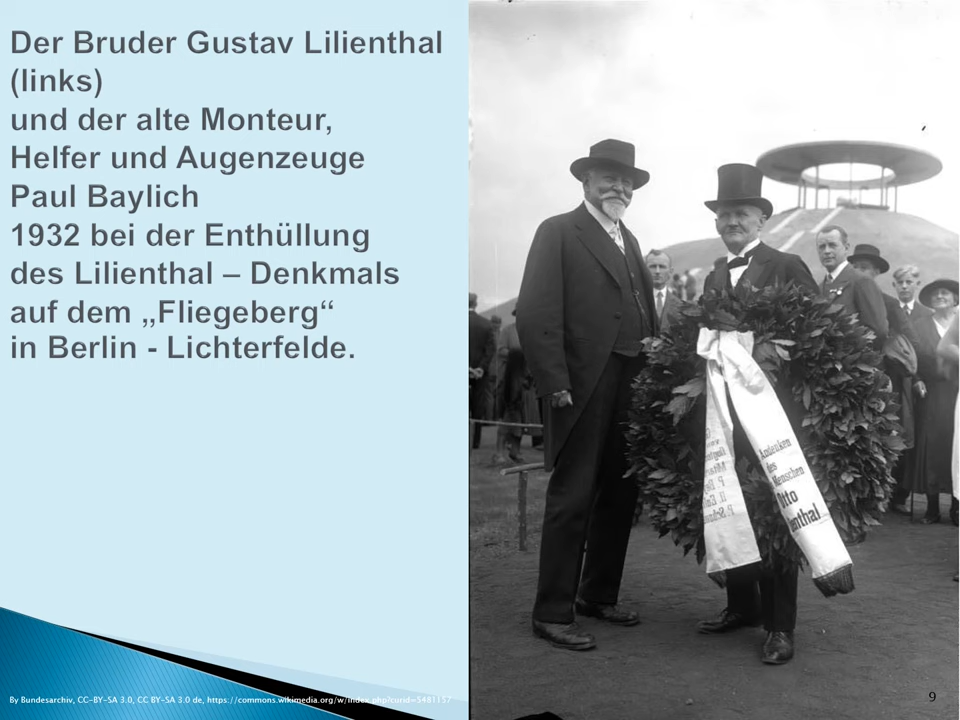 Der Bruder Gustav Lilienthal
(links)
und der alte Monteur,
Helfer und Augenzeuge
Paul Baylich
1932 bei der Enthüllung
des Lilienthal – Denkmals
auf dem „Fliegeberg“
in Berlin - Lichterfelde.
Andenken
des
Menschen
Otto
By Bundesarchiv, CC-BY-SA 3.0, CC BY-SA 3.0 de, https://commons.wikimedia.org/w/index.php?curid=5481157
9